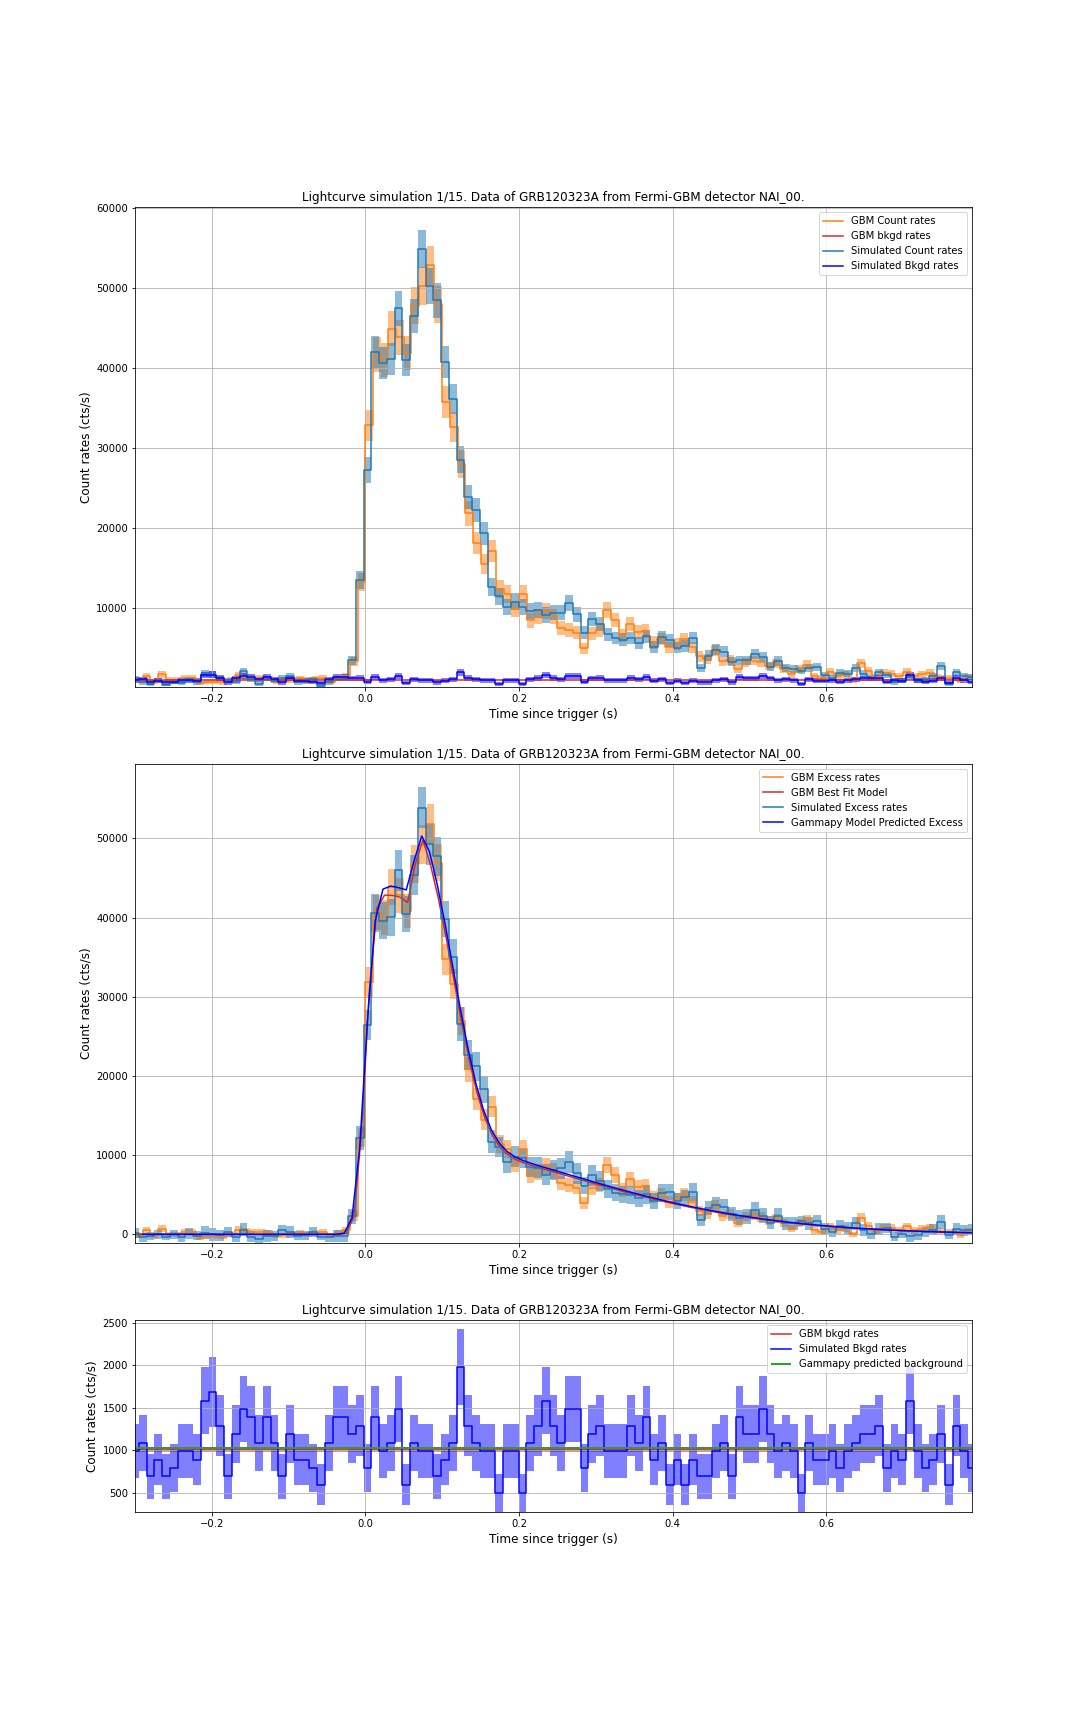 Lightcurve simulation 1/15. Data of GRB120323A from Fermi-GBM detector NAI_00.
60000
50000
40000
30000
20000
10000
Count rates (cts/s)
GBM Count rates
GBM bkgd rates
Simulated Count rates
Simulated Bkgd rates
−0.2 0.0 0.2 0.4 0.6
Time since trigger (s)
Lightcurve simulation 1/15. Data of GRB120323A from Fermi-GBM detector NAI_00.
50000
40000
30000
20000
10000
0
Count rates (cts/s)
GBM Excess rates
GBM Best Fit Model
Simulated Excess rates
Gammapy Model Predicted Excess
−0.2 0.0 0.2 0.4 0.6
Time since trigger (s)
Lightcurve simulation 1/15. Data of GRB120323A from Fermi-GBM detector NAI_00.
2500
2000
1500
1000
500
Count rates (cts/s)
GBM bkgd rates
Simulated Bkgd rates
Gammapy predicted background
−0.2 0.0 0.2 0.4 0.6
Time since trigger (s)